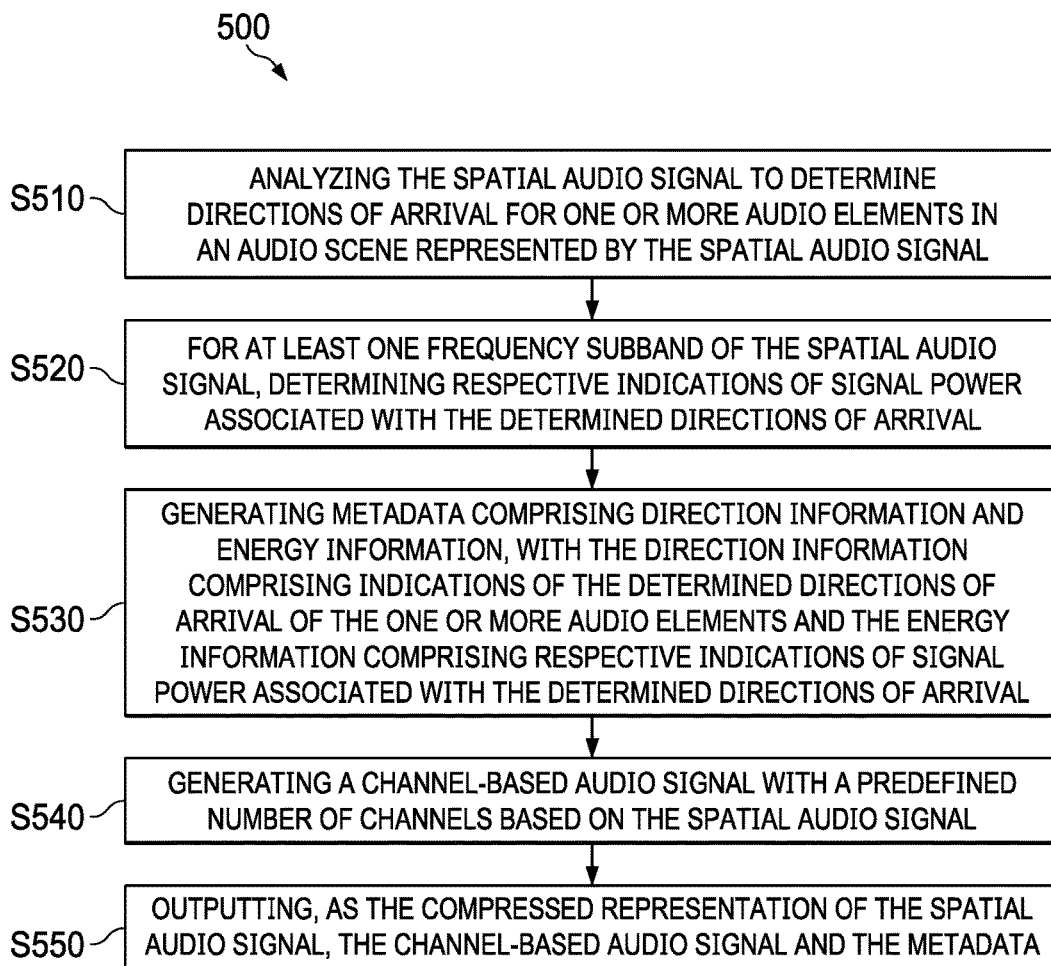 500
S510
ANALYZING THE SPATIAL AUDIO SIGNAL TO DETERMINE
DIRECTIONS OF ARRIVAL FOR ONE OR MORE AUDIO ELEMENTS IN
AN AUDIO SCENE REPRESENTED BY THE SPATIAL AUDIO SIGNAL
S520
FOR AT LEAST ONE FREQUENCY SUBBAND OF THE SPATIAL AUDIO
SIGNAL, DETERMINING RESPECTIVE INDICATIONS OF SIGNAL POWER
ASSOCIATED WITH THE DETERMINED DIRECTIONS OF ARRIVAL
S530
GENERATING METADATA COMPRISING DIRECTION INFORMATION AND
ENERGY INFORMATION, WITH THE DIRECTION INFORMATION
COMPRISING INDICATIONS OF THE DETERMINED DIRECTIONS OF
ARRIVAL OF THE ONE OR MORE AUDIO ELEMENTS AND THE ENERGY
INFORMATION COMPRISING RESPECTIVE INDICATIONS OF SIGNAL
POWER ASSOCIATED WITH THE DETERMINED DIRECTIONS OF ARRIVAL
S540
GENERATING A CHANNEL-BASED AUDIO SIGNAL WITH A PREDEFINED
NUMBER OF CHANNELS BASED ON THE SPATIAL AUDIO SIGNAL
S550
OUTPUTTING, AS THE COMPRESSED REPRESENTATION OF THE SPATIAL
AUDIO SIGNAL, THE CHANNEL-BASED AUDIO SIGNAL AND THE METADATA